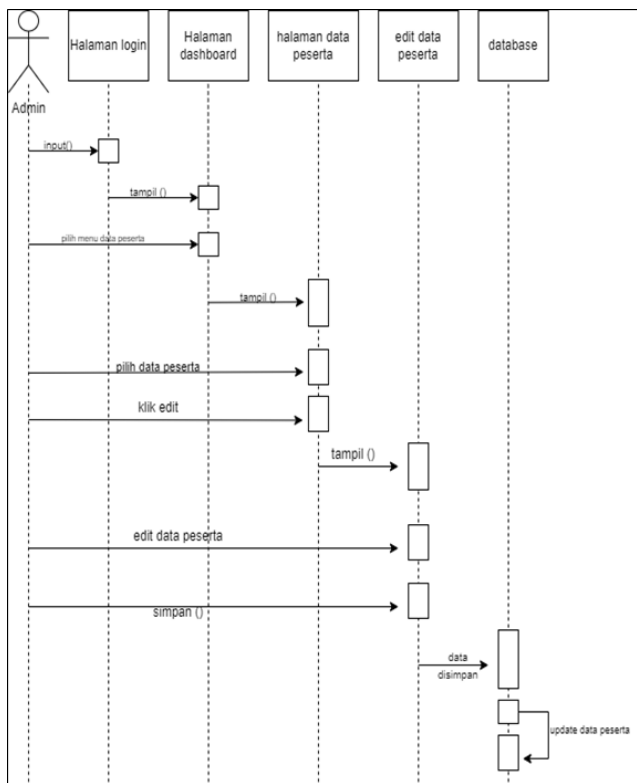 Halaman login
Halaman
dashboard
halaman data
peserta
edit data
peserta
database
Admin
input()
tampil ()
pilih menu data peserta
tampil ()
pilih data peserta
klik edit
tampil ()
edit data peserta
simpan ()
data
disimpan
update data peserta